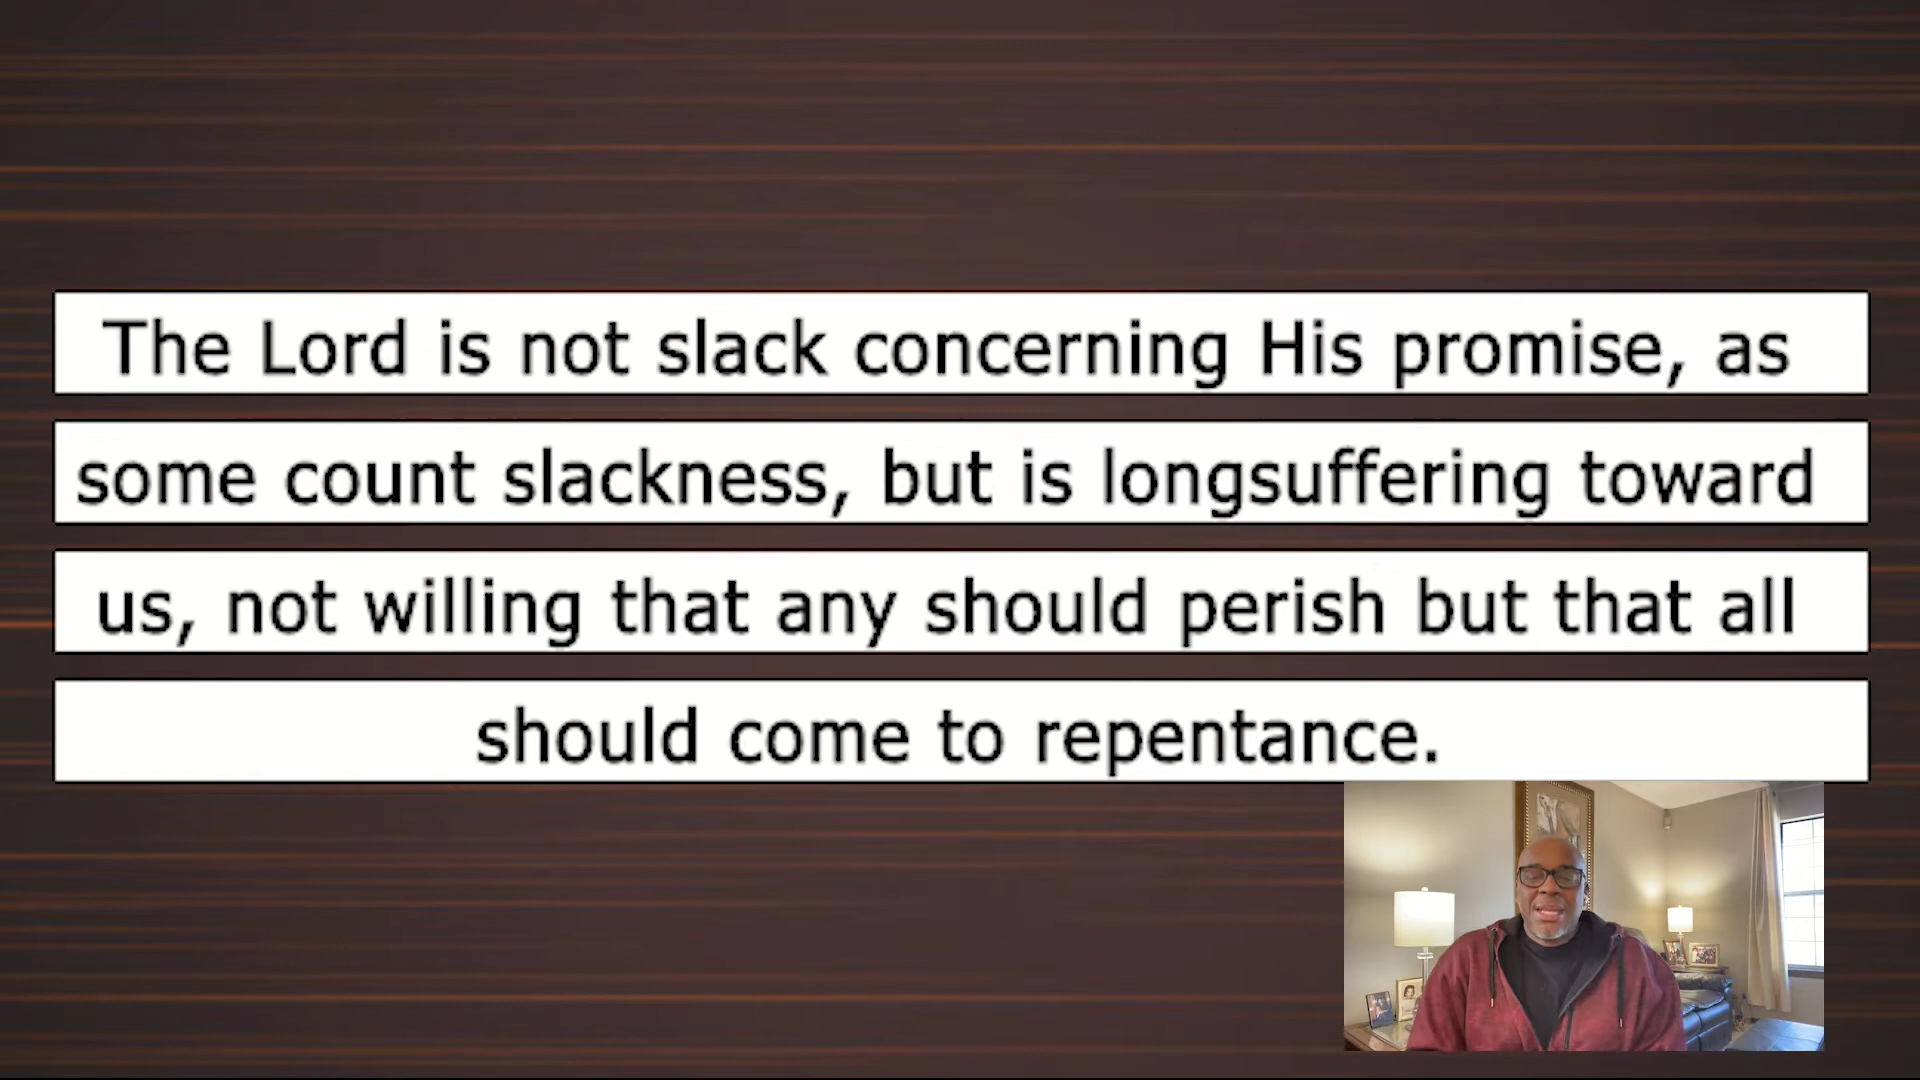 The Lord is not slack concerning His promise, as
some count slackness, but is longsuffering toward
us, not willing that any should perish but that all
should come to repentance.